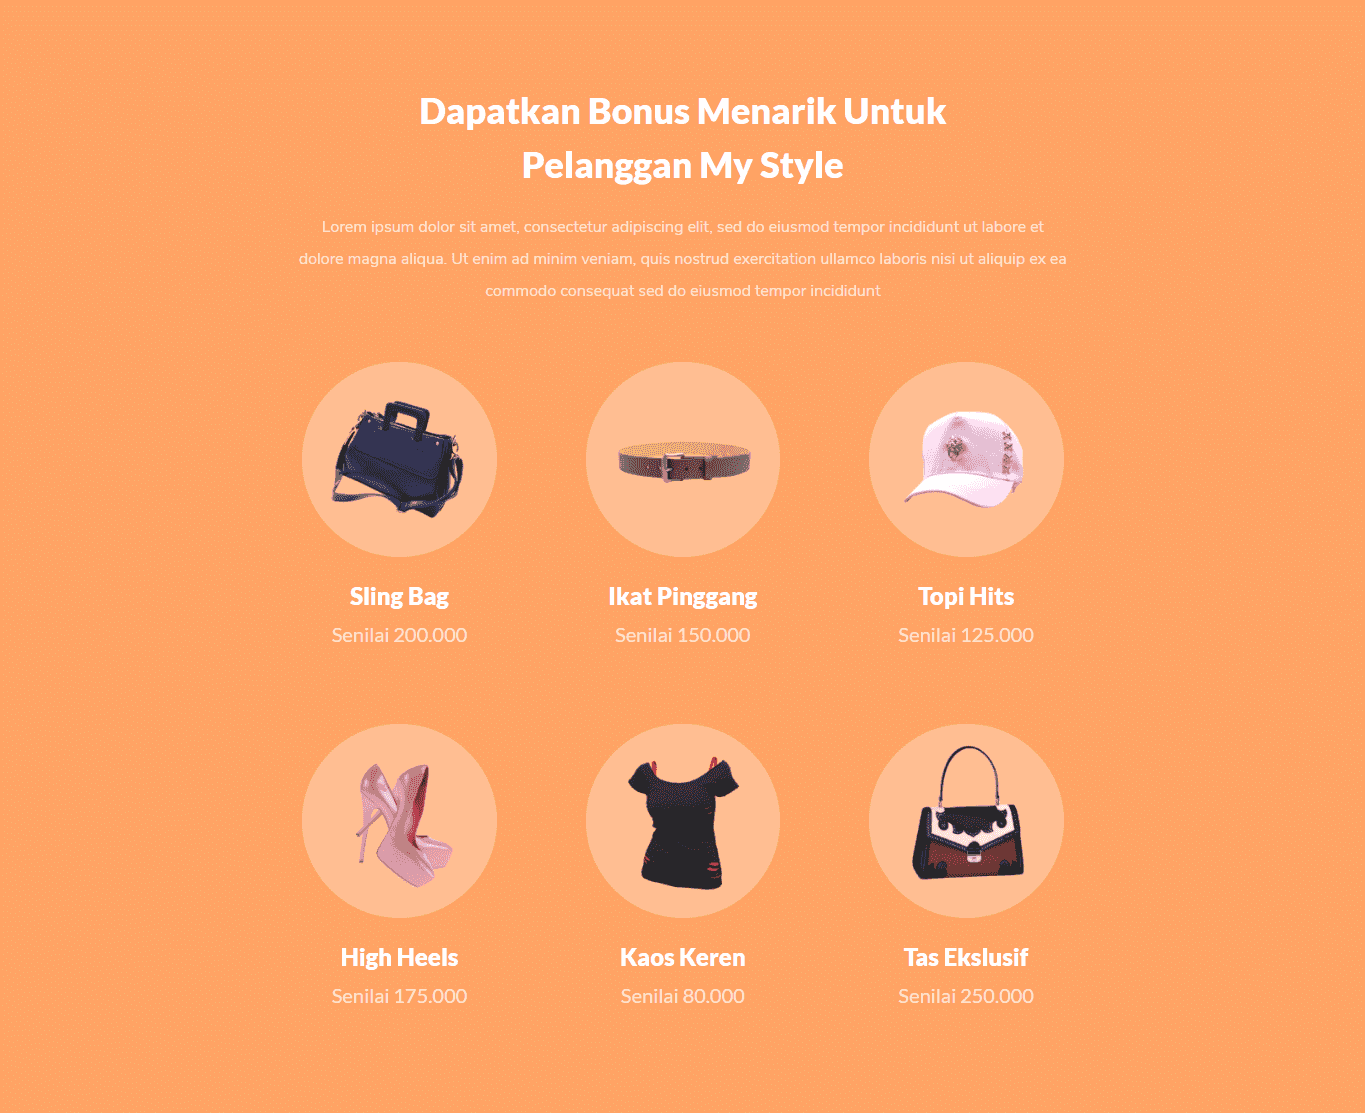 Dapatkan Bonus Menarik Untuk
Pelanggan My Style
Lorem ipsum dolor sit amet, consectetur adipiscing elit, sed do eiusmod tempor incididunt ut labore et
dolore magna aliqua. Ut enim ad minim veniam, quis nostrud exercitation ullamco laboris nisi ut aliquip ex ea
commodo consequat sed do eiusmod tempor incididunt
Sling Bag
Senilai 200.000
Ikat Pinggang
Senilai 150.000
Topi Hits
Senilai 125.000
High Heels
Senilai 175.000
Kaos Keren
Senilai 80.000
Tas Ekslusif
Senilai 250.000